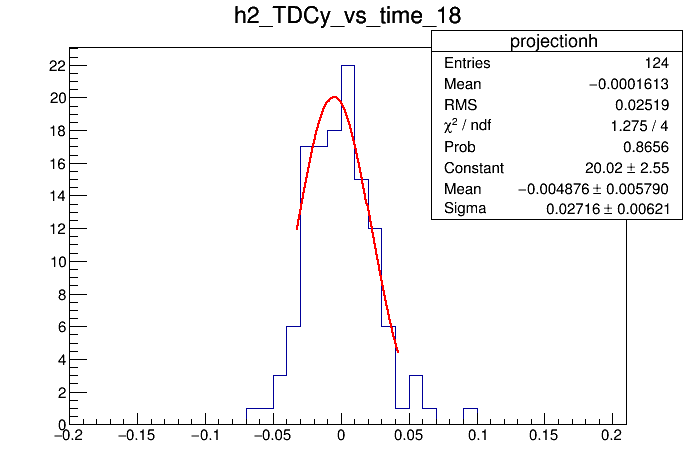 h2_TDCy_vs_time_18
projectionh
Entries 124
Mean −0.0001613
RMS 0.02519
χ² / ndf 1.275 / 4
Prob 0.8656
Constant 20.02 ± 2.55
Mean −0.004876 ± 0.005790
Sigma 0.02716 ± 0.00621
22
20
18
16
14
12
10
8
6
4
2
0
−0.2 −0.15 −0.1 −0.05 0 0.05 0.1 0.15 0.2